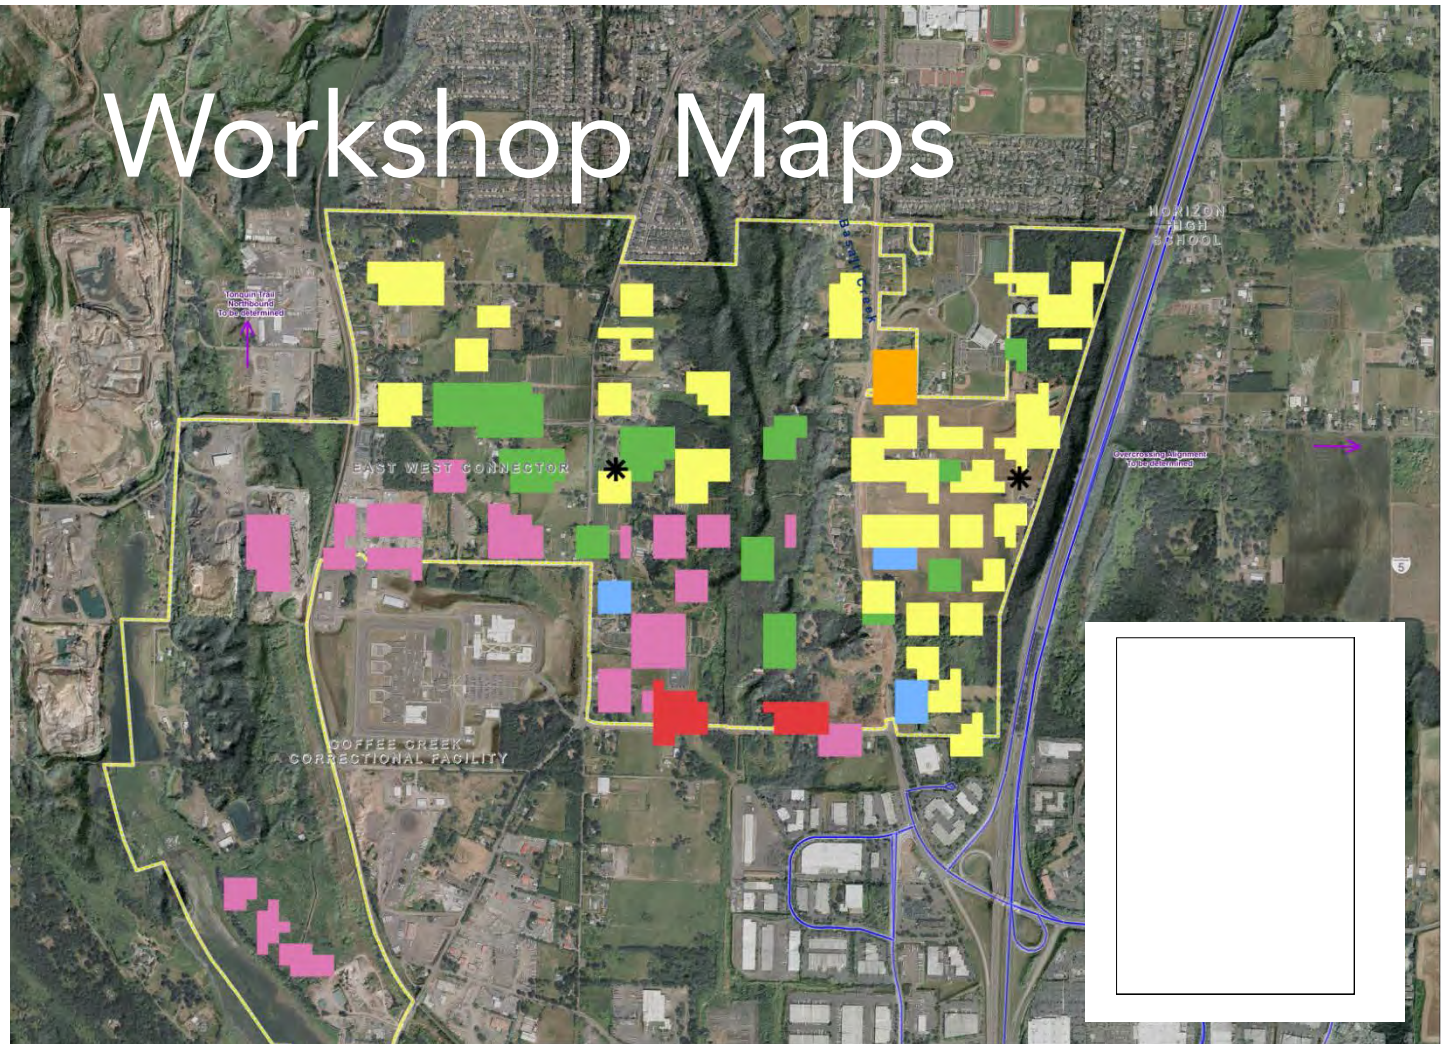 Workshop Maps
HORIZON
HIGH
SCHOOL
Basalt Creek
Tonquin Trail
Northbound
To be determined
Overcrossing Alignment
To be determined
EAST WEST CONNECTOR
5
COFFEE CREEK
CORRECTIONAL FACILITY